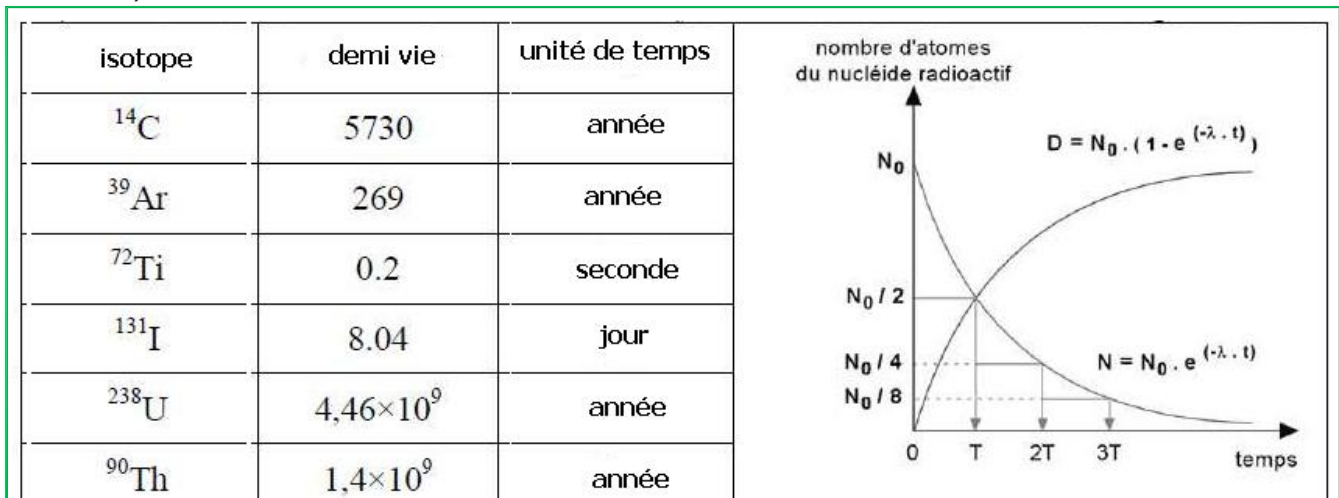 isotope demi vie unité de temps
¹⁴C 5730 année
³⁹Ar 269 année
⁷²Ti 0.2 seconde
¹³¹I 8.04 jour
²³⁸U 4,46×10⁹ année
⁹⁰Th 1,4×10⁹ année
nombre d'atomes
du nucléide radioactif
D = N₀ . ( 1 - e ^(-λ . t) )
N₀
N₀ / 2
N₀ / 4
N = N₀ . e ^(-λ . t)
N₀ / 8
0 T 2T 3T
temps